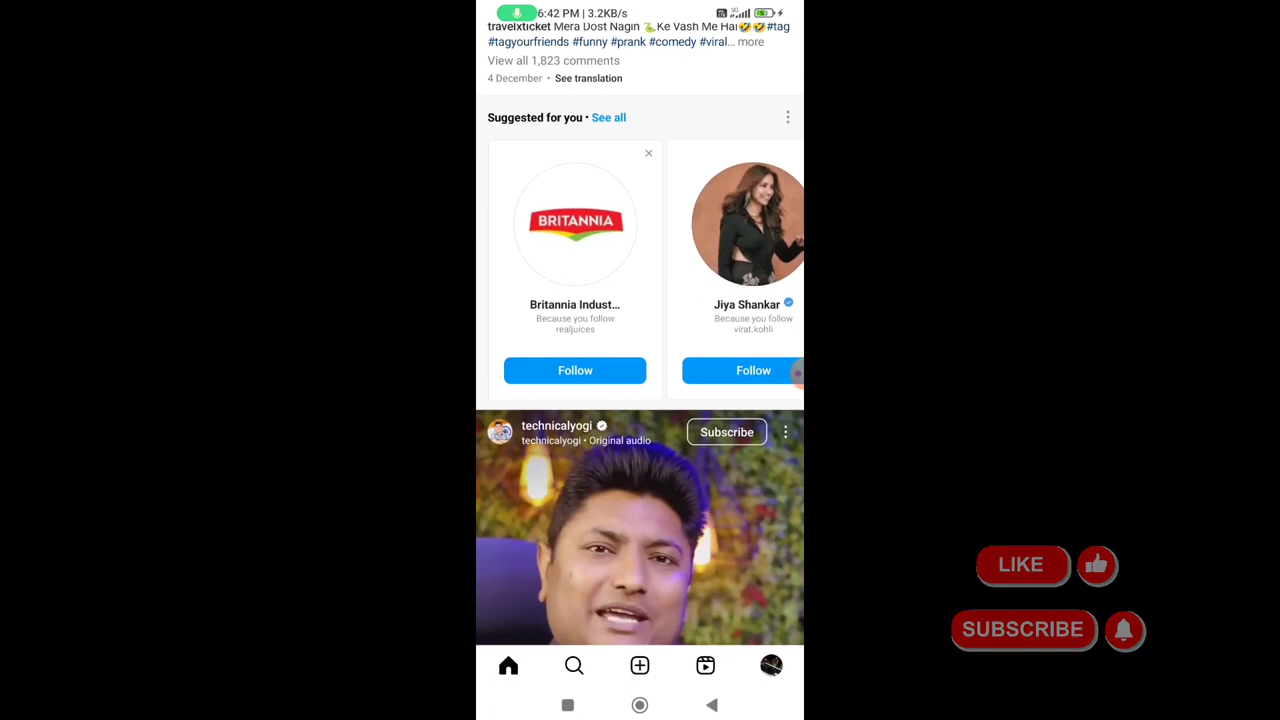 6:42 PM | 3.2KB/s
travelxticket Mera Dost Nagin 🐍Ke Vash Me Hai🤣🤣#tag
#tagyourfriends #funny #prank #comedy #viral... more
View all 1,823 comments
4 December • See translation
Suggested for you • See all
BRITANNIA
Britannia Indust...
Because you follow
realjuices
Follow
Jiya Shankar
Because you follow
virat.kohli
Follow
technicalyogi
technicalyogi • Original audio
Subscribe
LIKE
SUBSCRIBE